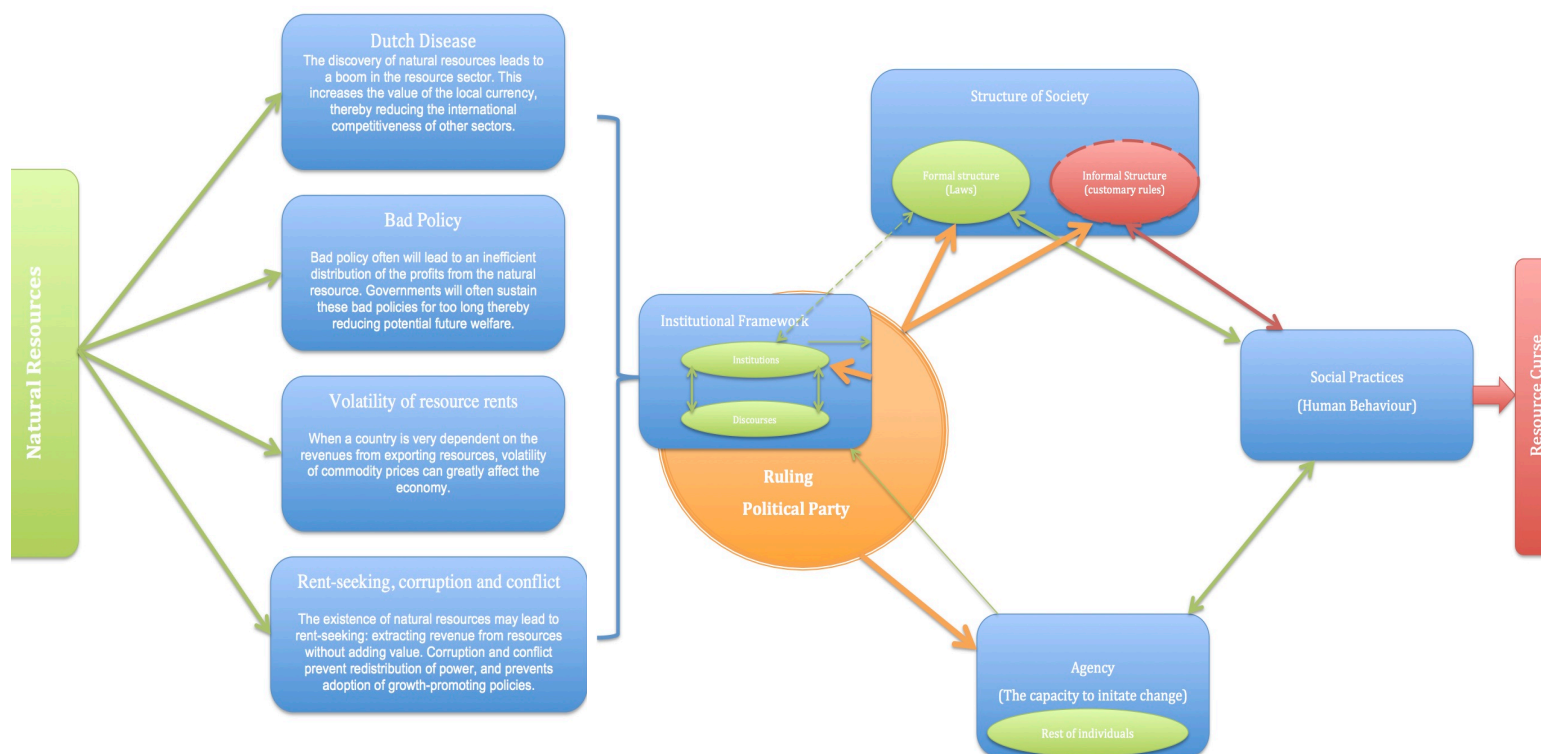 Natural Resources
Dutch Disease
The discovery of natural resources leads to
a boom in the resource sector. This
increases the value of the local currency,
thereby reducing the international
competitiveness of other sectors.
Bad Policy
Bad policy often will lead to an inefficient
distribution of the profits from the natural
resource. Governments will often sustain
these bad policies for too long thereby
reducing potential future welfare.
Volatility of resource rents
When a country is very dependent on the
revenues from exporting resources, volatility
of commodity prices can greatly affect the
economy.
Rent-seeking, corruption and conflict
The existence of natural resources may lead to
rent-seeking: extracting revenue from resources
without adding value. Corruption and conflict
prevent redistribution of power, and prevents
adoption of growth-promoting policies.
Institutional Framework
Institutions
Discourses
Ruling
Political Party
Structure of Society
Formal structure
(Laws)
Informal Structure
(customary rules)
Social Practices
(Human Behaviour)
Agency
(The capacity to initate change)
Rest of individuals
Resource Curse